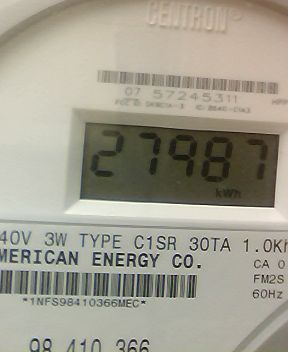 CENTRON®
07 57245311
27987
kWh
40V 3W TYPE C1SR 30TA 1.0Kh
MERICAN ENERGY CO.
CA 0
FM2S
60Hz
*1NFS98410366MEC*
98 410 366